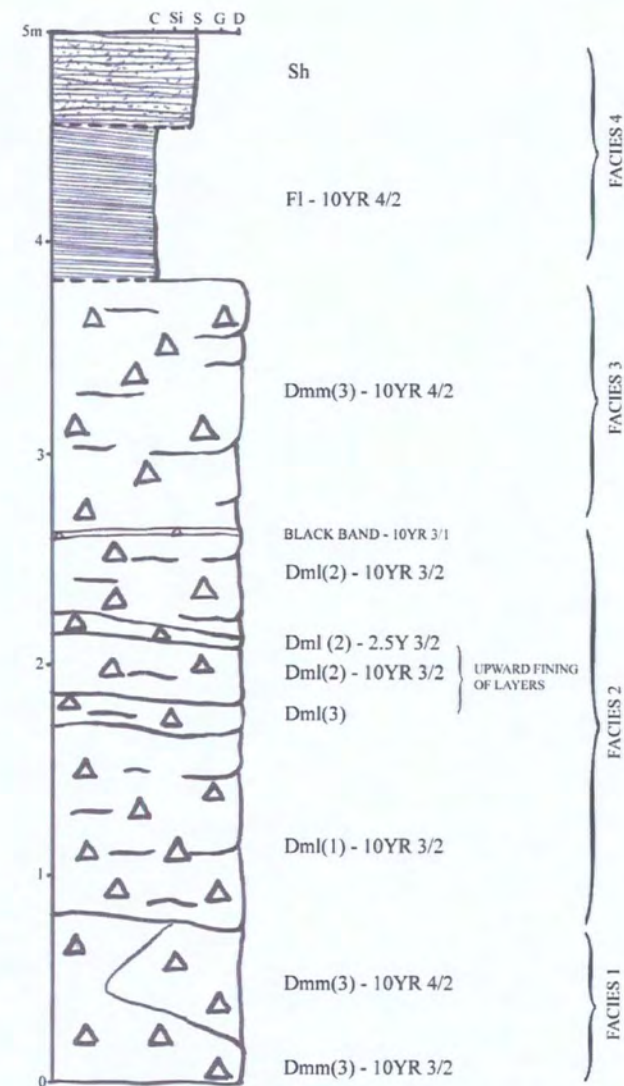 C Si S G D
5m
Sh
Fl - 10YR 4/2
FACIES 4
4
Dmm(3) - 10YR 4/2
FACIES 3
3
BLACK BAND - 10YR 3/1
Dml(2) - 10YR 3/2
Dml (2) - 2.5Y 3/2
2
Dml(2) - 10YR 3/2
UPWARD FINING
OF LAYERS
Dml(3)
FACIES 2
Dml(1) - 10YR 3/2
1
Dmm(3) - 10YR 4/2
FACIES 1
Dmm(3) - 10YR 3/2
0